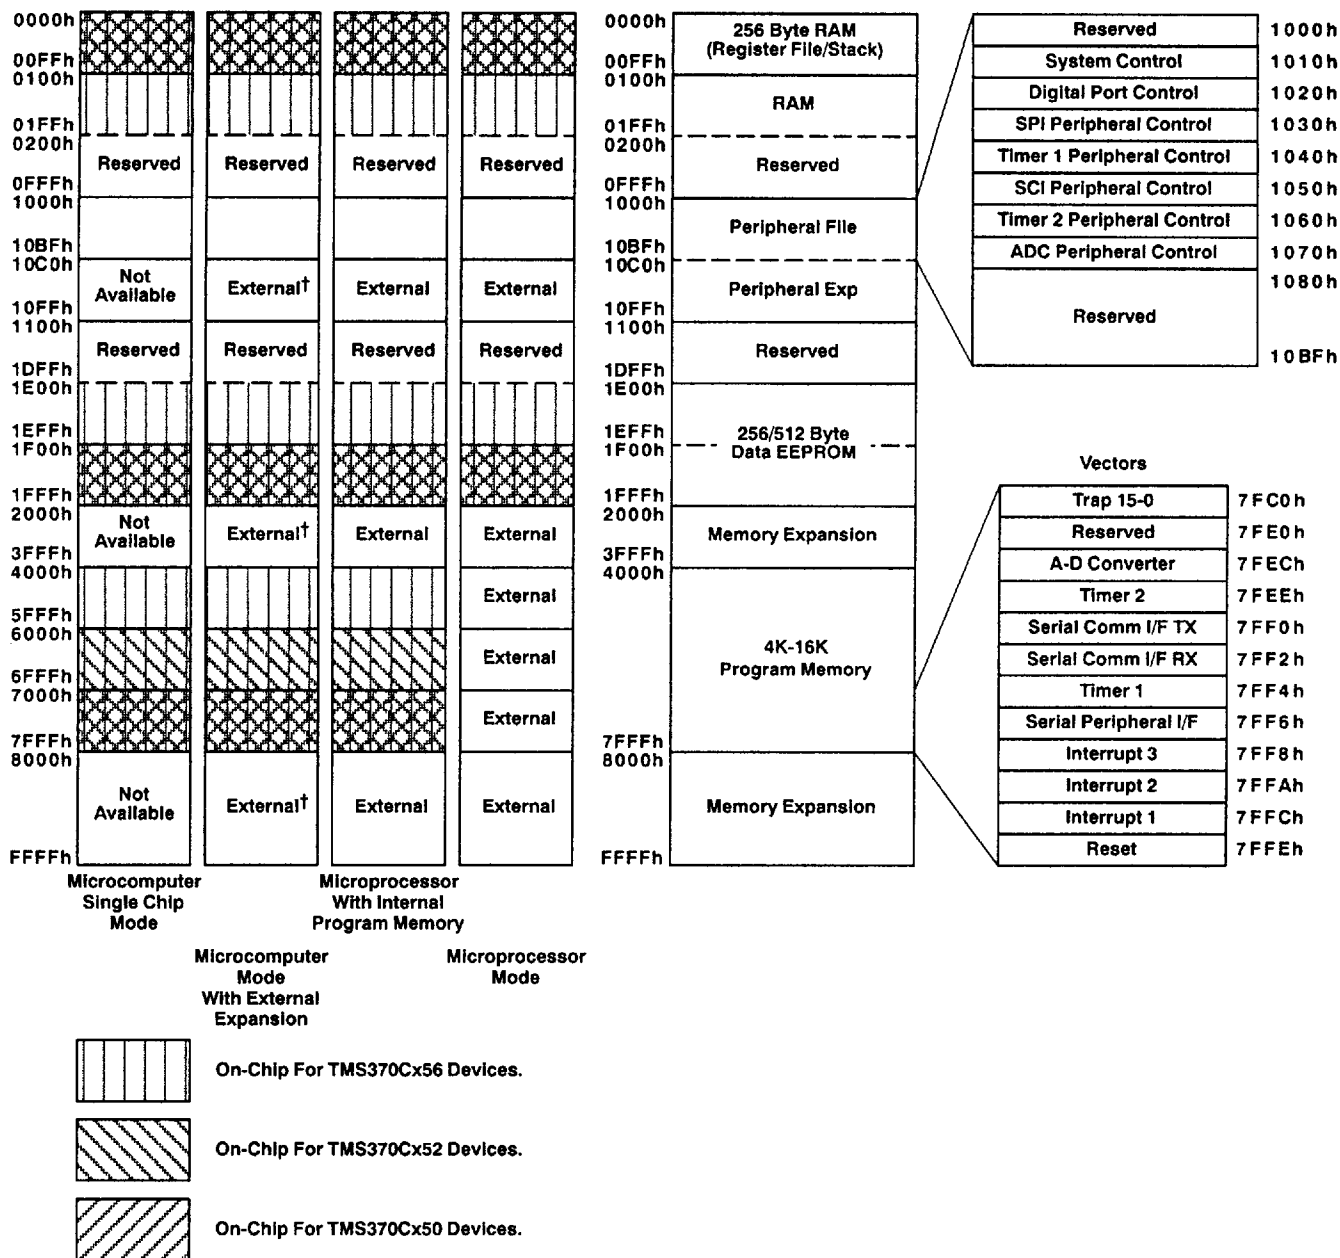 0000h
00FFh
0100h
01FFh
0200h
0FFFh
1000h
10BFh
10C0h
10FFh
1100h
1DFFh
1E00h
1EFFh
1F00h
1FFFh
2000h
3FFFh
4000h
5FFFh
6000h
6FFFh
7000h
7FFFh
8000h
FFFFh
Reserved Reserved Reserved Reserved
Not
Available
External† External External
Reserved Reserved Reserved Reserved
Not
Available
External† External External
External
External
External
Not
Available
External† External External
Microcomputer
Single Chip
Mode
Microcomputer
Mode
With External
Expansion
Microprocessor
With Internal
Program Memory
Microprocessor
Mode
0000h
00FFh
0100h
01FFh
0200h
0FFFh
1000h
10BFh
10C0h
10FFh
1100h
1DFFh
1E00h
1EFFh
1F00h
1FFFh
2000h
3FFFh
4000h
7FFFh
8000h
FFFFh
256 Byte RAM
(Register File/Stack)
RAM
Reserved
Peripheral File
Peripheral Exp
Reserved
256/512 Byte
Data EEPROM
Memory Expansion
4K-16K
Program Memory
Memory Expansion
Reserved 1000h
System Control 1010h
Digital Port Control 1020h
SPI Peripheral Control 1030h
Timer 1 Peripheral Control 1040h
SCI Peripheral Control 1050h
Timer 2 Peripheral Control 1060h
ADC Peripheral Control 1070h
1080h
Reserved
10BFh
Vectors
Trap 15-0 7FC0h
Reserved 7FE0h
A-D Converter 7FECh
Timer 2 7FEEh
Serial Comm I/F TX 7FF0h
Serial Comm I/F RX 7FF2h
Timer 1 7FF4h
Serial Peripheral I/F 7FF6h
Interrupt 3 7FF8h
Interrupt 2 7FFAh
Interrupt 1 7FFCh
Reset 7FFEh
On-Chip For TMS370Cx56 Devices.
On-Chip For TMS370Cx52 Devices.
On-Chip For TMS370Cx50 Devices.